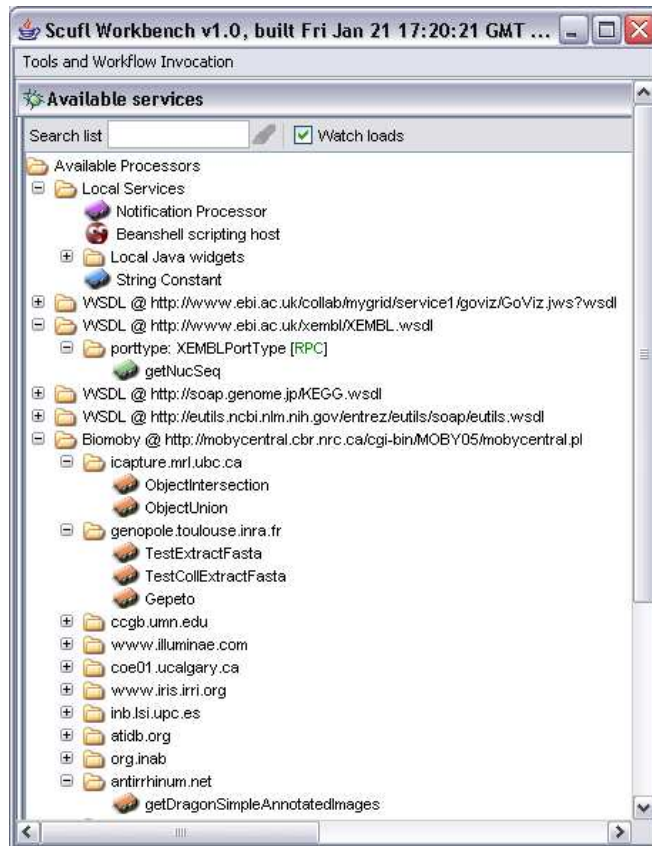 Scufl Workbench v1.0, built Fri Jan 21 17:20:21 GMT ...
Tools and Workflow Invocation
Available services
Search list
Watch loads
Available Processors
Local Services
Notification Processor
Beanshell scripting host
Local Java widgets
String Constant
WSDL @ http://www.ebi.ac.uk/collab/mygrid/service1/goviz/GoViz.jws?wsdl
WSDL @ http://www.ebi.ac.uk/xembl/XEMBL.wsdl
porttype: XEMBLPortType [RPC]
getNucSeq
WSDL @ http://soap.genome.jp/KEGG.wsdl
WSDL @ http://eutils.ncbi.nlm.nih.gov/entrez/eutils/soap/eutils.wsdl
Biomoby @ http://mobycentral.cbr.nrc.ca/cgi-bin/MOBY05/mobycentral.pl
icapture.mrl.ubc.ca
ObjectIntersection
ObjectUnion
genopole.toulouse.inra.fr
TestExtractFasta
TestCollExtractFasta
Gepeto
ccgb.umn.edu
www.illuminae.com
coe01.ucalgary.ca
www.iris.irri.org
inb.lsi.upc.es
atidb.org
org.inab
antirrhinum.net
getDragonSimpleAnnotatedImages